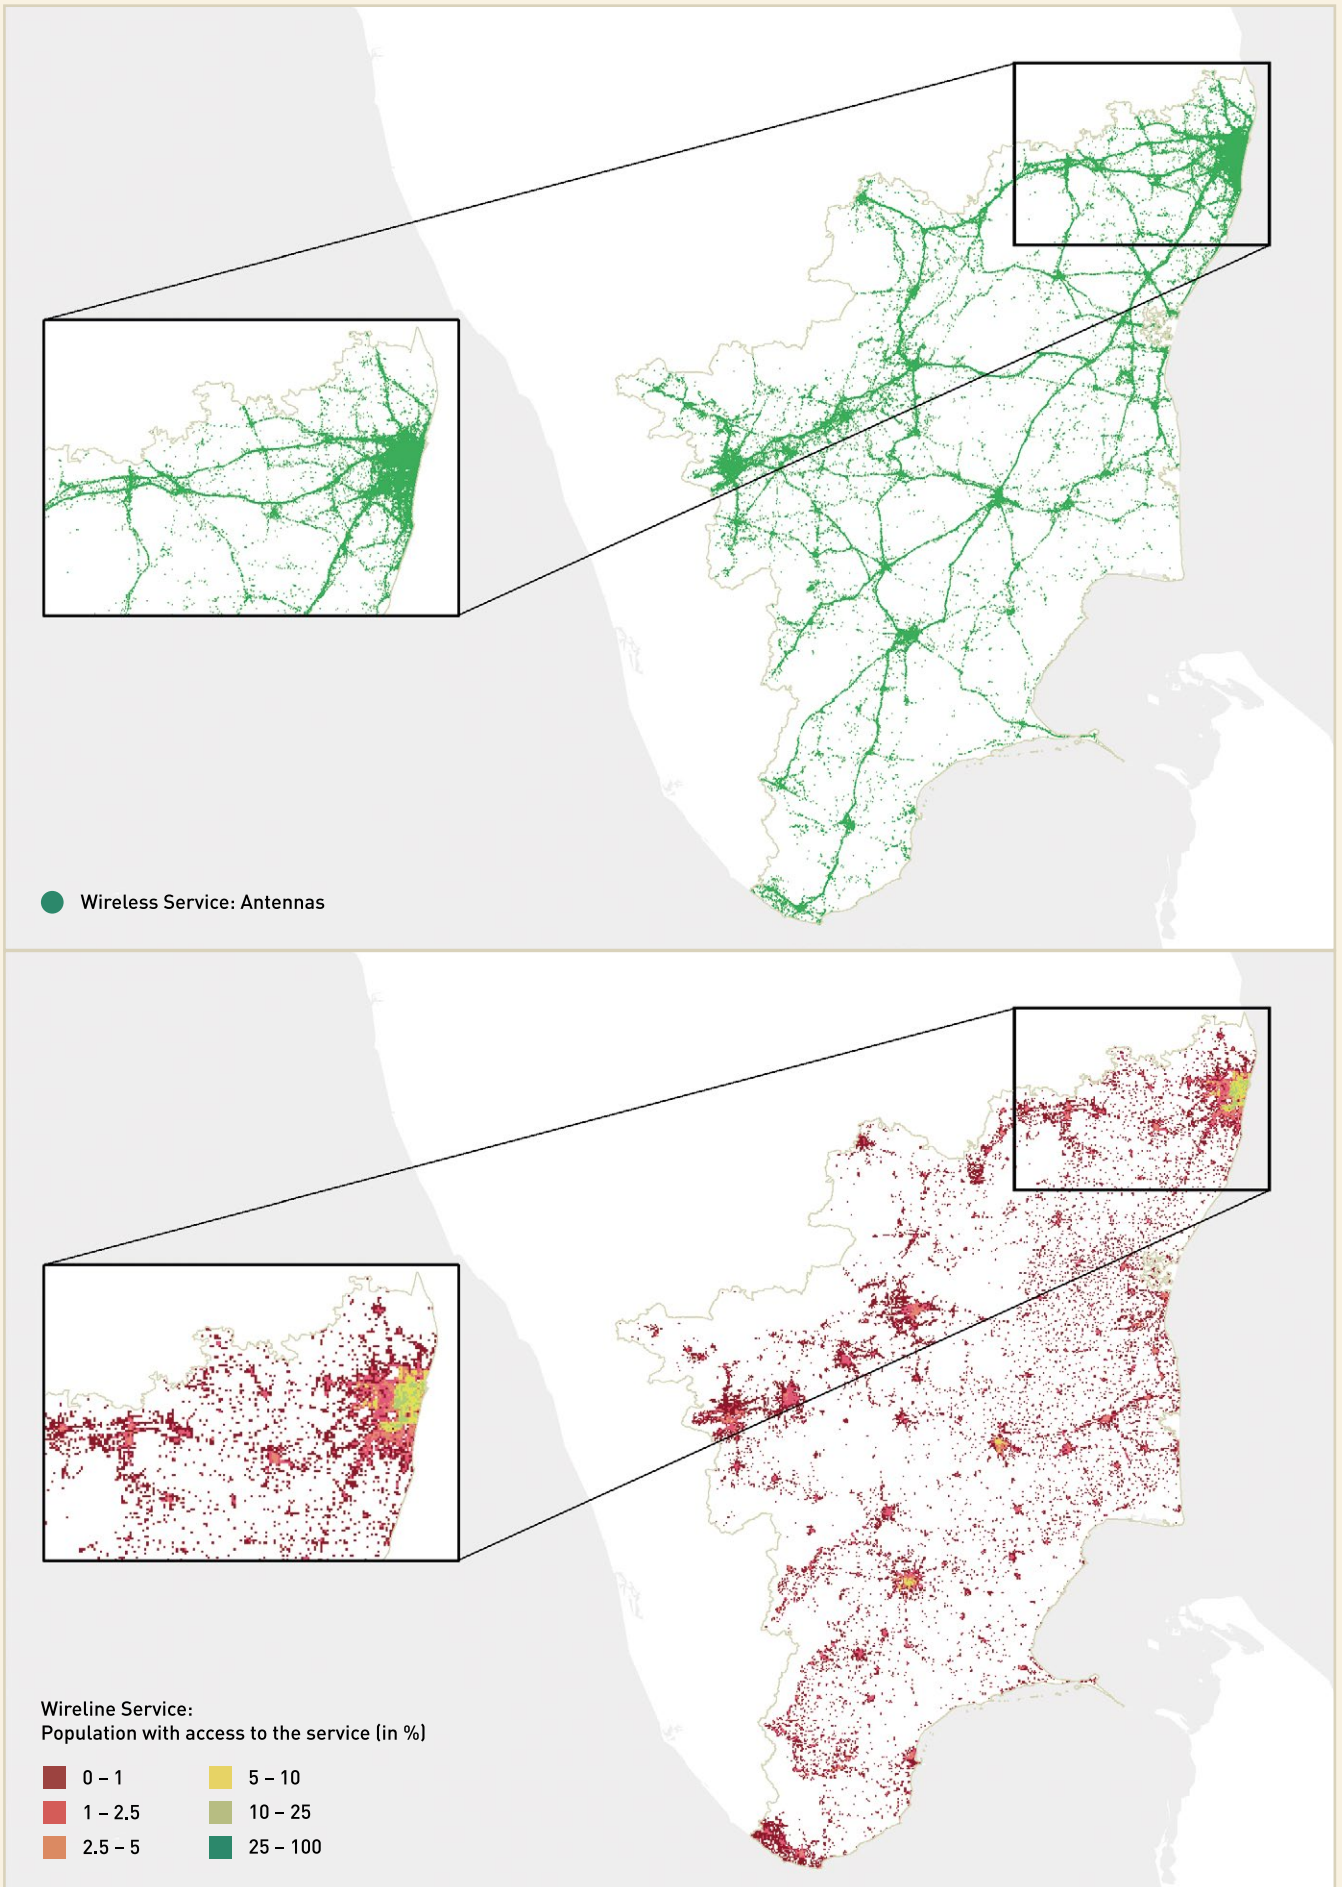 Wireless Service: Antennas
Wireline Service:
Population with access to the service (in %)
0 – 1
1 – 2.5
2.5 – 5
5 – 10
10 – 25
25 – 100